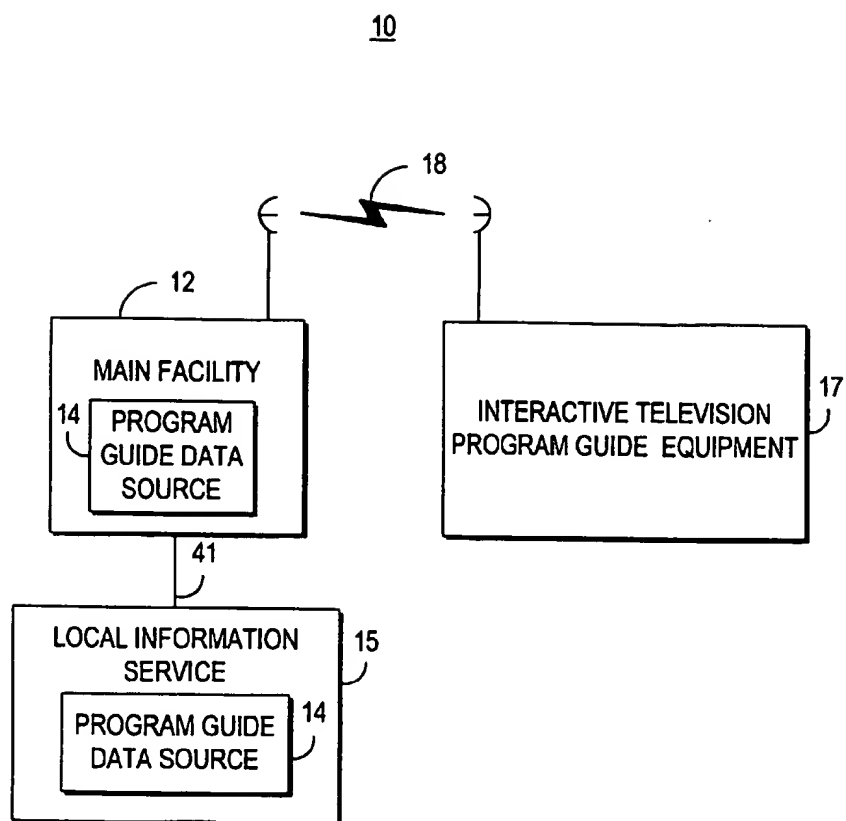 10
18
12
MAIN FACILITY
14
PROGRAM
GUIDE DATA
SOURCE
17
INTERACTIVE TELEVISION
PROGRAM GUIDE EQUIPMENT
41
LOCAL INFORMATION
SERVICE
15
PROGRAM GUIDE
DATA SOURCE
14